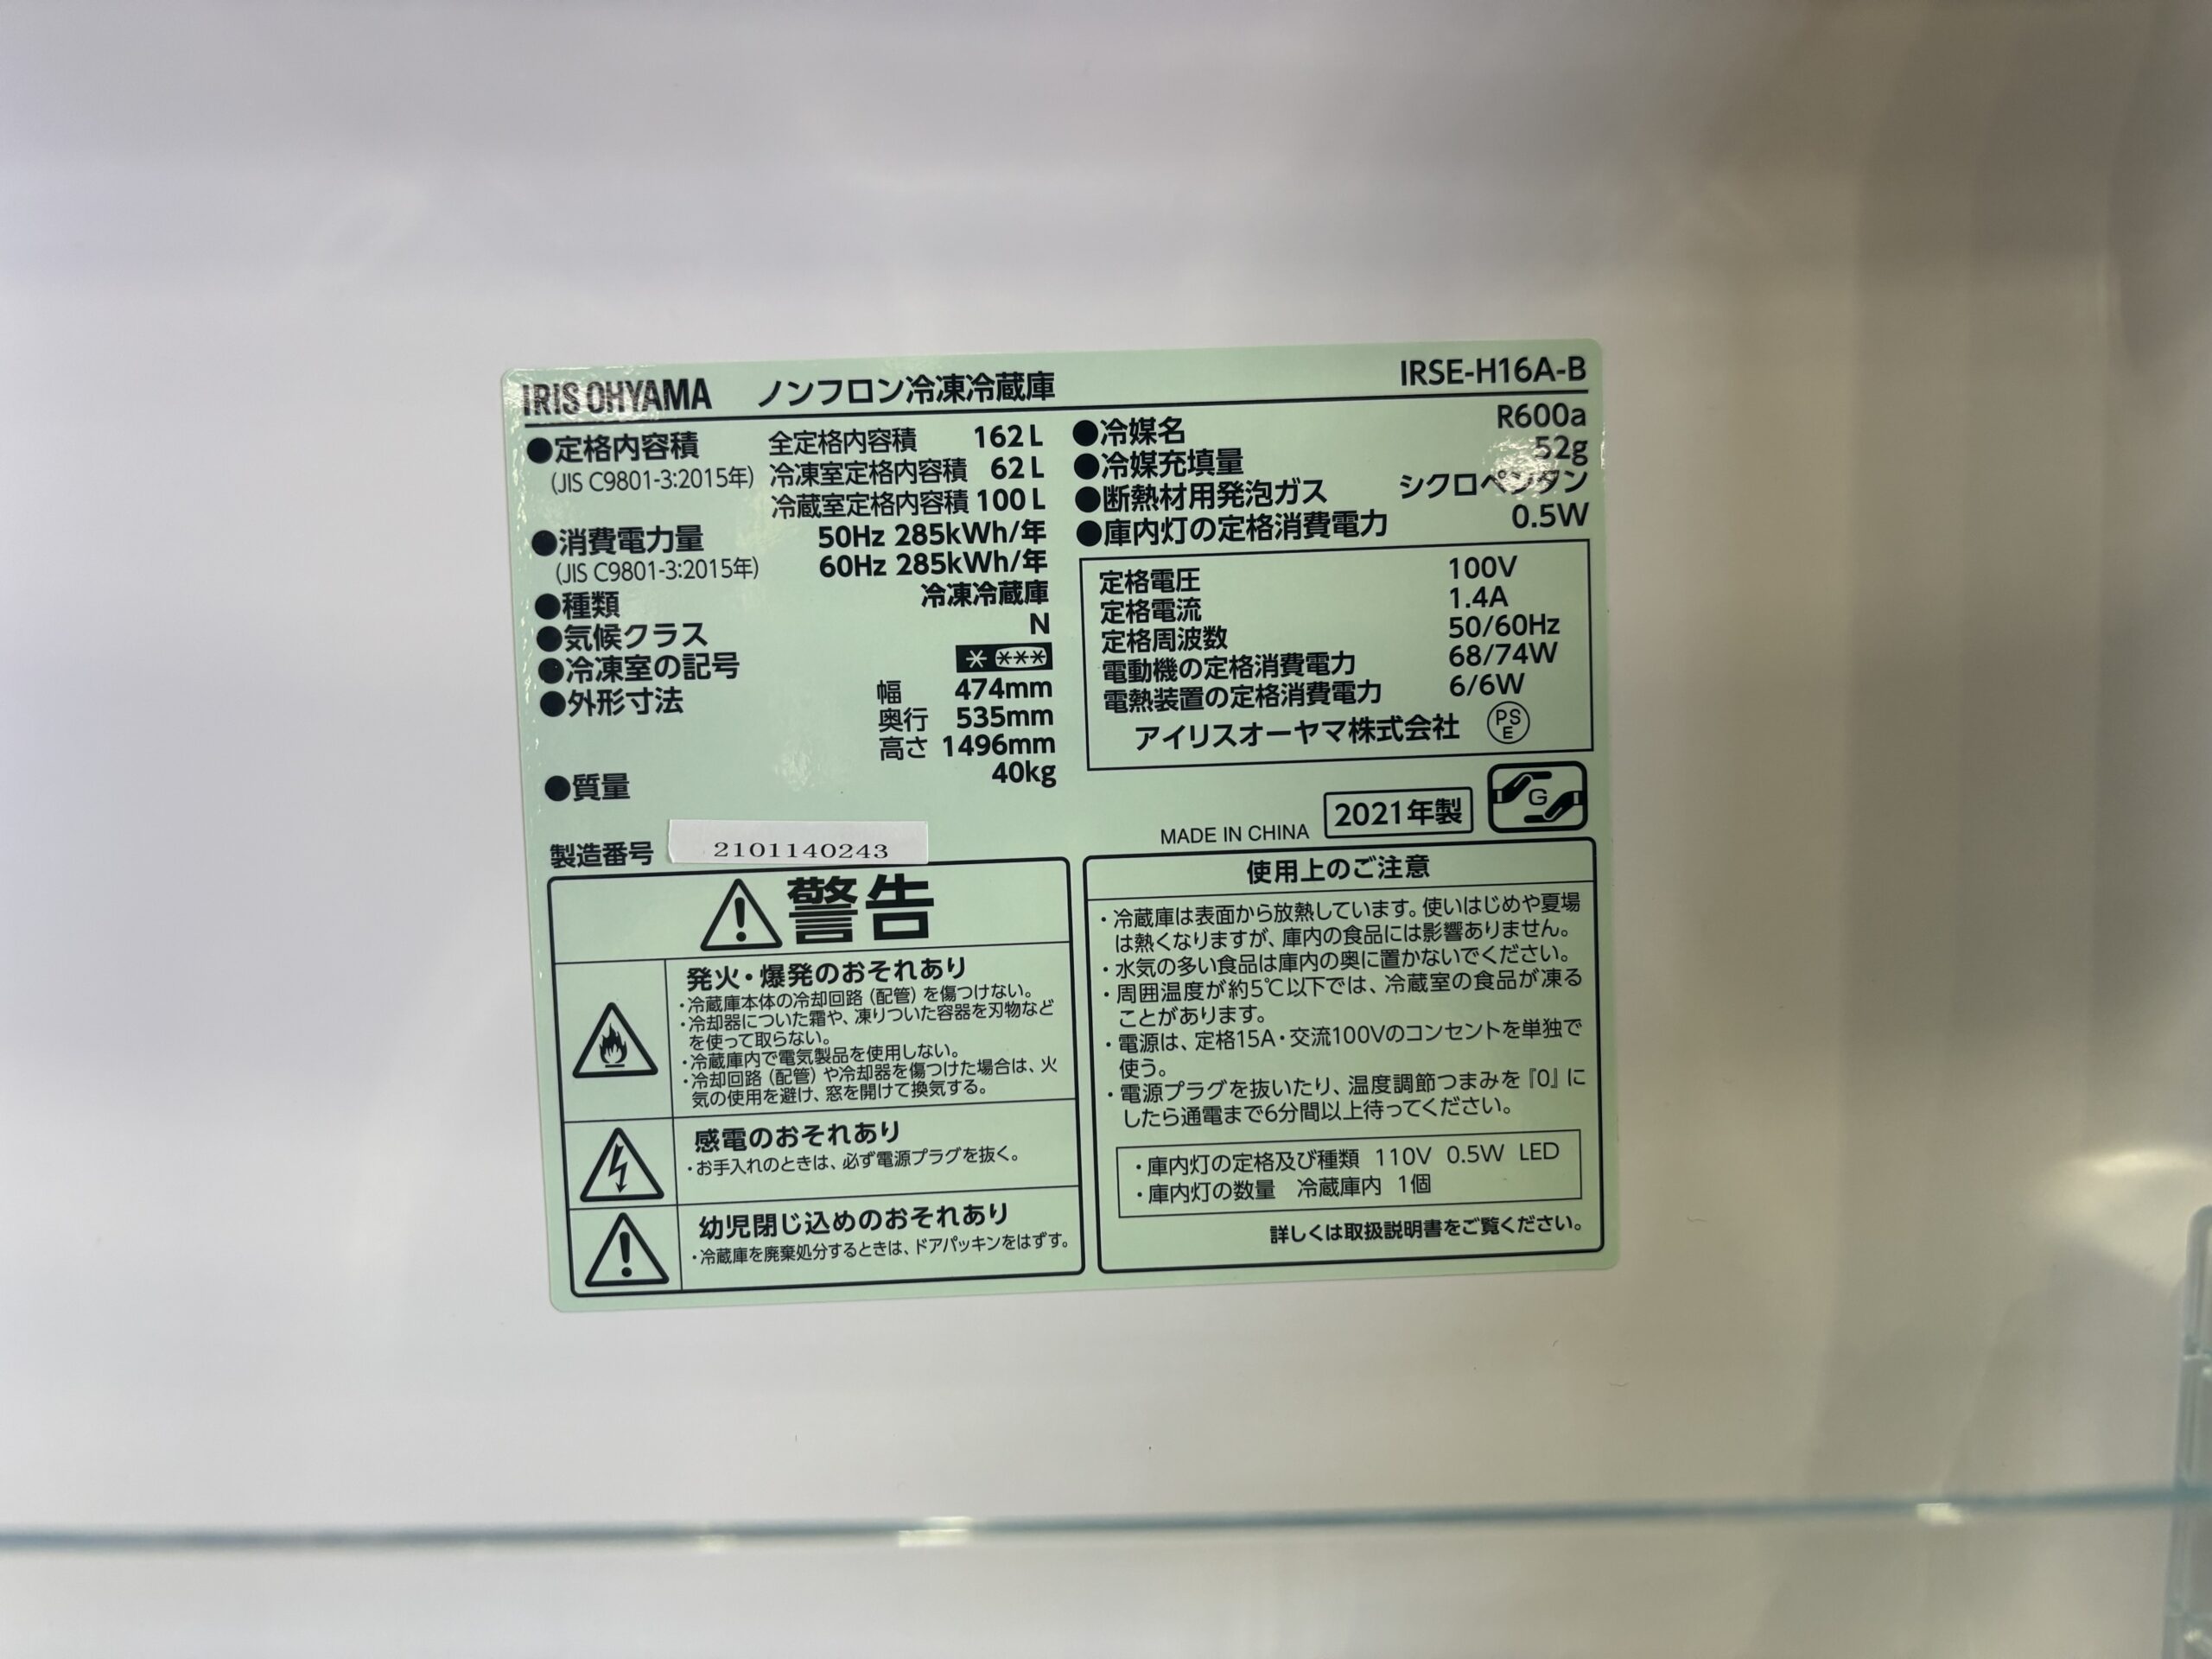 IRIS OHYAMA ノンフロン冷凍冷蔵庫 IRSE-H16A-B
●定格内容積 全定格内容積 162L
(JIS C9801-3:2015年) 冷凍室定格内容積 62L
冷蔵室定格内容積 100L
●消費電力量 50Hz 285kWh/年
(JIS C9801-3:2015年) 60Hz 285kWh/年
●種類 冷凍冷蔵庫
●気候クラス N
●冷凍室の記号 * ***
●外形寸法 幅 474mm
奥行 535mm
高さ 1496mm
●質量 40kg
製造番号 2101140243
●冷媒名 R600a
●冷媒充填量 52g
●断熱材用発泡ガス シクロペンタン
●庫内灯の定格消費電力 0.5W
定格電圧 100V
定格電流 1.4A
定格周波数 50/60Hz
電動機の定格消費電力 68/74W
電熱装置の定格消費電力 6/6W
アイリスオーヤマ株式会社 PSE
MADE IN CHINA 2021年製 G
警告
発火・爆発のおそれあり
・冷蔵庫本体の冷却回路（配管）を傷つけない。
・冷却器についた霜や、凍りついた容器を刃物など
を使って取らない。
・冷蔵庫内で電気製品を使用しない。
・冷却回路（配管）や冷却器を傷つけた場合は、火
気の使用を避け、窓を開けて換気する。
感電のおそれあり
・お手入れのときは、必ず電源プラグを抜く。
幼児閉じ込めのおそれあり
・冷蔵庫を廃棄処分するときは、ドアパッキンをはずす。
使用上のご注意
・冷蔵庫は表面から放熱しています。使いはじめや夏場
は熱くなりますが、庫内の食品には影響ありません。
・水気の多い食品は庫内の奥に置かないでください。
・周囲温度が約5℃以下では、冷蔵室の食品が凍る
ことがあります。
・電源は、定格15A・交流100Vのコンセントを単独で
使う。
・電源プラグを抜いたり、温度調節つまみを『0』に
したら通電まで6分間以上待ってください。
・庫内灯の定格及び種類 110V 0.5W LED
・庫内灯の数量 冷蔵庫内 1個
詳しくは取扱説明書をご覧ください。